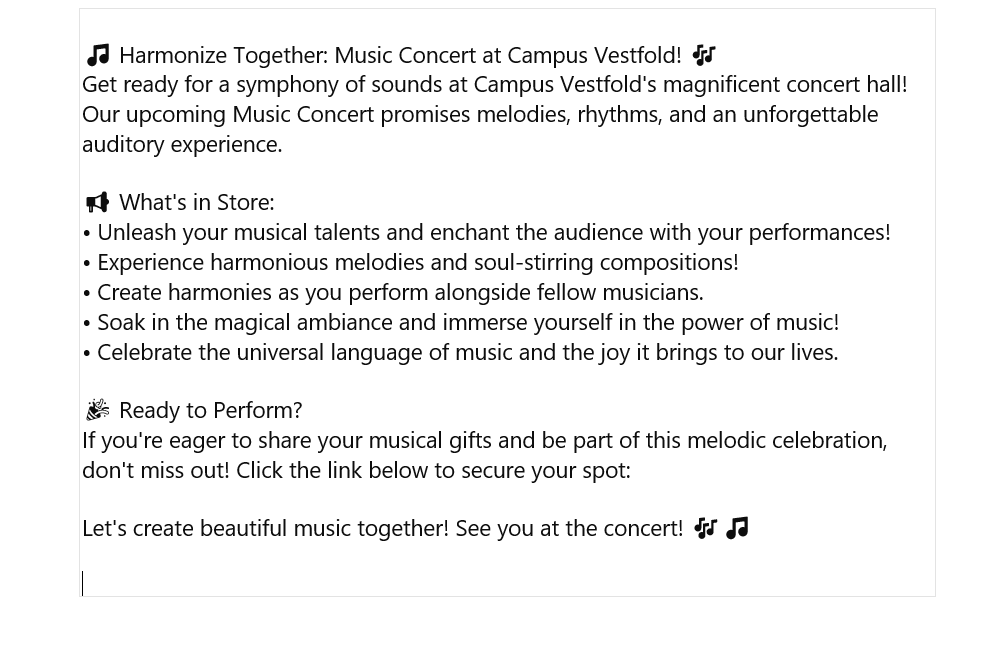 🎵 Harmonize Together: Music Concert at Campus Vestfold! 🎶
Get ready for a symphony of sounds at Campus Vestfold's magnificent concert hall!
Our upcoming Music Concert promises melodies, rhythms, and an unforgettable
auditory experience.
📢 What's in Store:
• Unleash your musical talents and enchant the audience with your performances!
• Experience harmonious melodies and soul-stirring compositions!
• Create harmonies as you perform alongside fellow musicians.
• Soak in the magical ambiance and immerse yourself in the power of music!
• Celebrate the universal language of music and the joy it brings to our lives.
🎉 Ready to Perform?
If you're eager to share your musical gifts and be part of this melodic celebration,
don't miss out! Click the link below to secure your spot:
Let's create beautiful music together! See you at the concert! 🎶 🎵